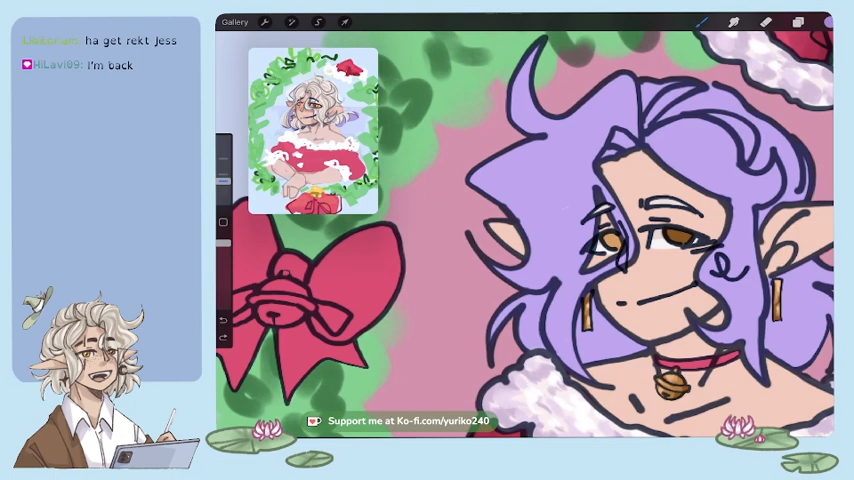 Gallery
ha get rekt jess
HiLavi09: I'm back
Support me at Ko-fi.com/yuriko240